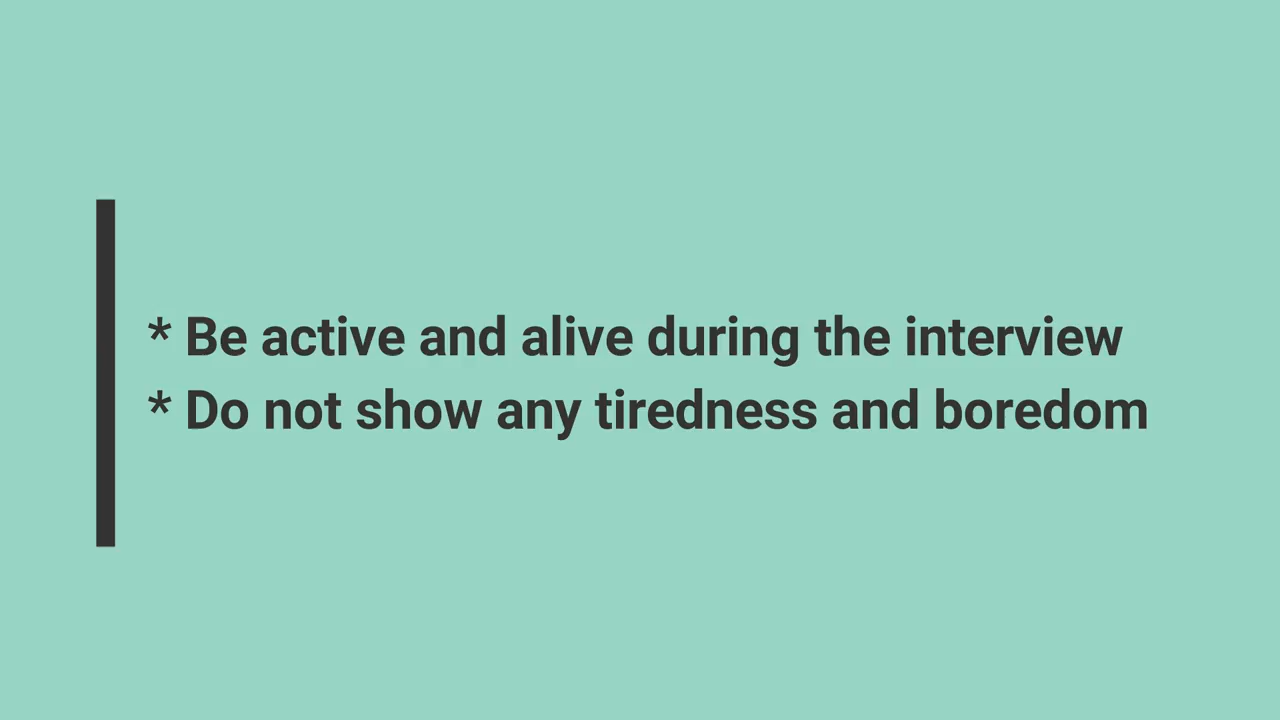 * Be active and alive during the interview
* Do not show any tiredness and boredom